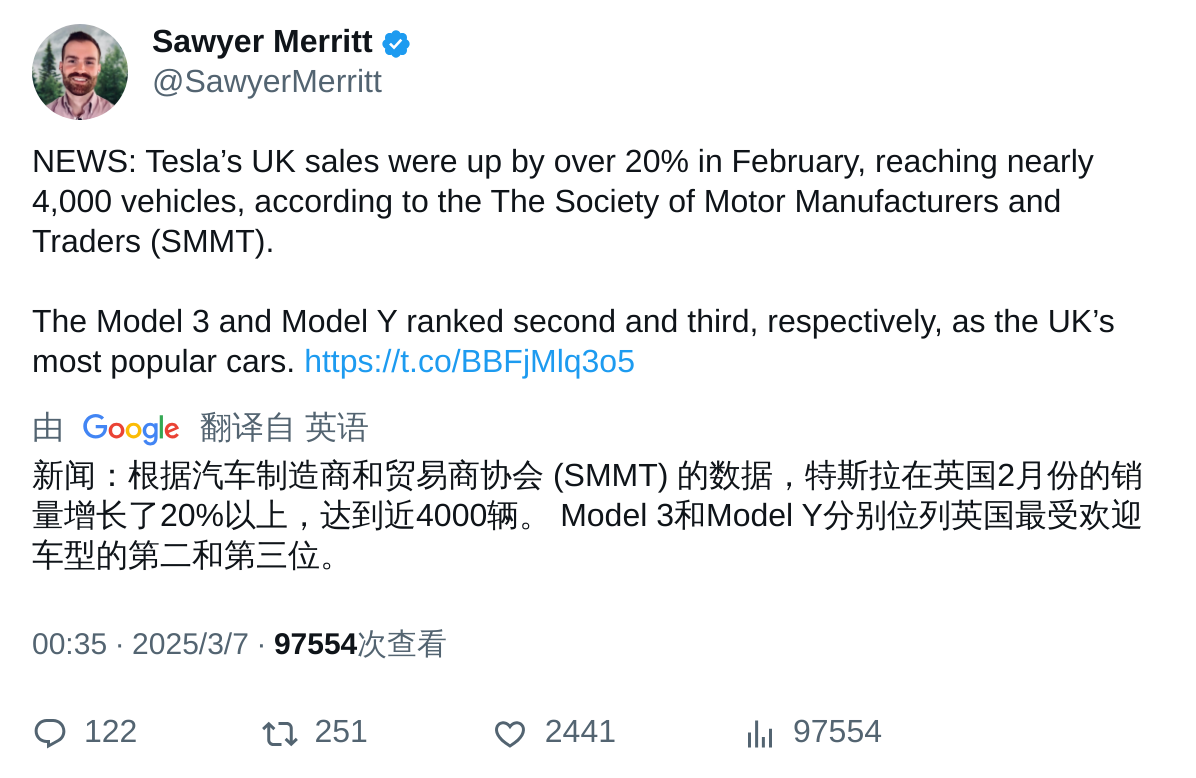 Sawyer Merritt
@SawyerMerritt
NEWS: Tesla’s UK sales were up by over 20% in February, reaching nearly
4,000 vehicles, according to the The Society of Motor Manufacturers and
Traders (SMMT).
The Model 3 and Model Y ranked second and third, respectively, as the UK’s
most popular cars. https://t.co/BBFjMlq3o5
由 Google 翻译自 英语
新闻：根据汽车制造商和贸易商协会 (SMMT) 的数据，特斯拉在英国2月份的销
量增长了20%以上，达到近4000辆。 Model 3和Model Y分别位列英国最受欢迎
车型的第二和第三位。
00:35 · 2025/3/7 · 97554次查看
122 251 2441 97554